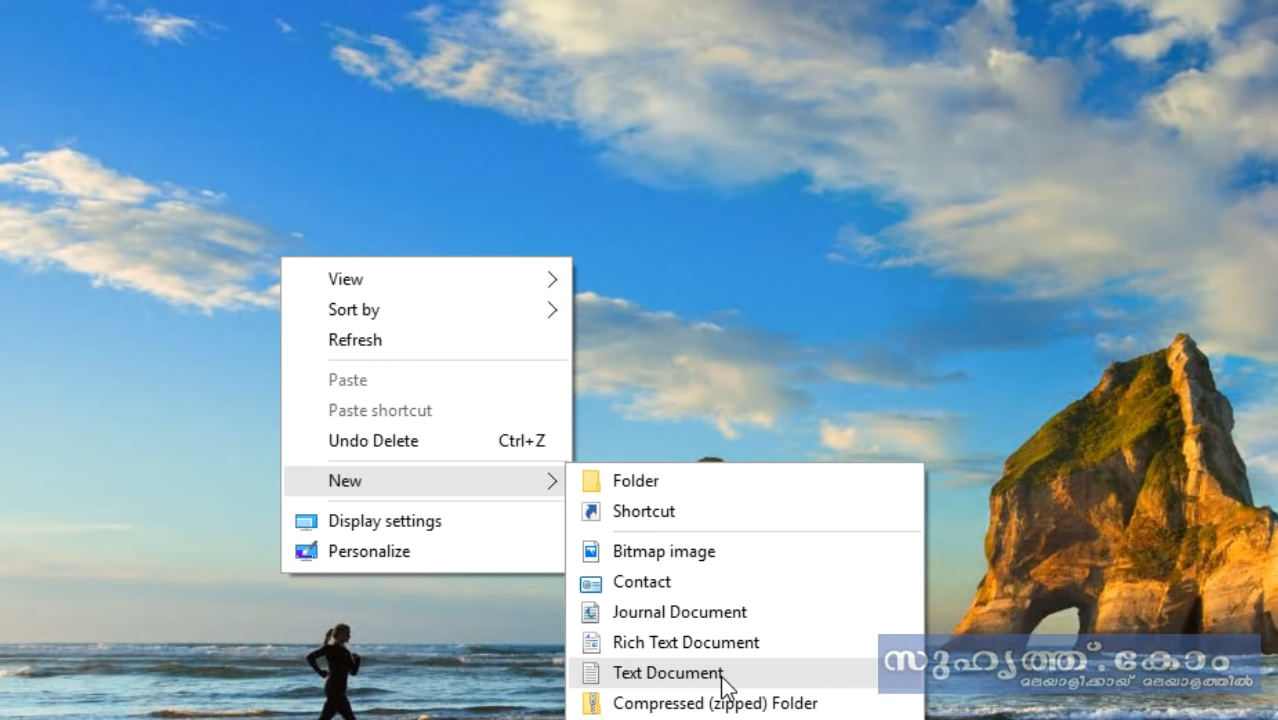 View
Sort by
Refresh
Paste
Paste shortcut
Undo Delete Ctrl+Z
New
Display settings
Personalize
Folder
Shortcut
Bitmap image
Contact
Journal Document
Rich Text Document
Text Document
Compressed (zipped) Folder
സുഹൃത്ത്.കോം
മലയാളിക്കായ് മലയാളത്തിൽ